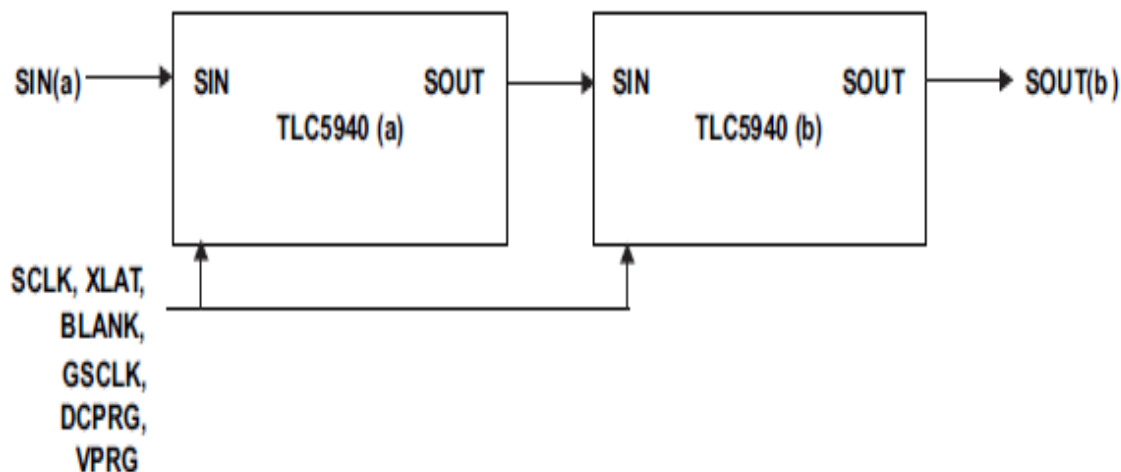 SIN(a)
SIN
SOUT
TLC5940 (a)
SIN
SOUT
TLC5940 (b)
SOUT(b )
SCLK, XLAT,
BLANK,
GSCLK,
DCPRG,
VPRG